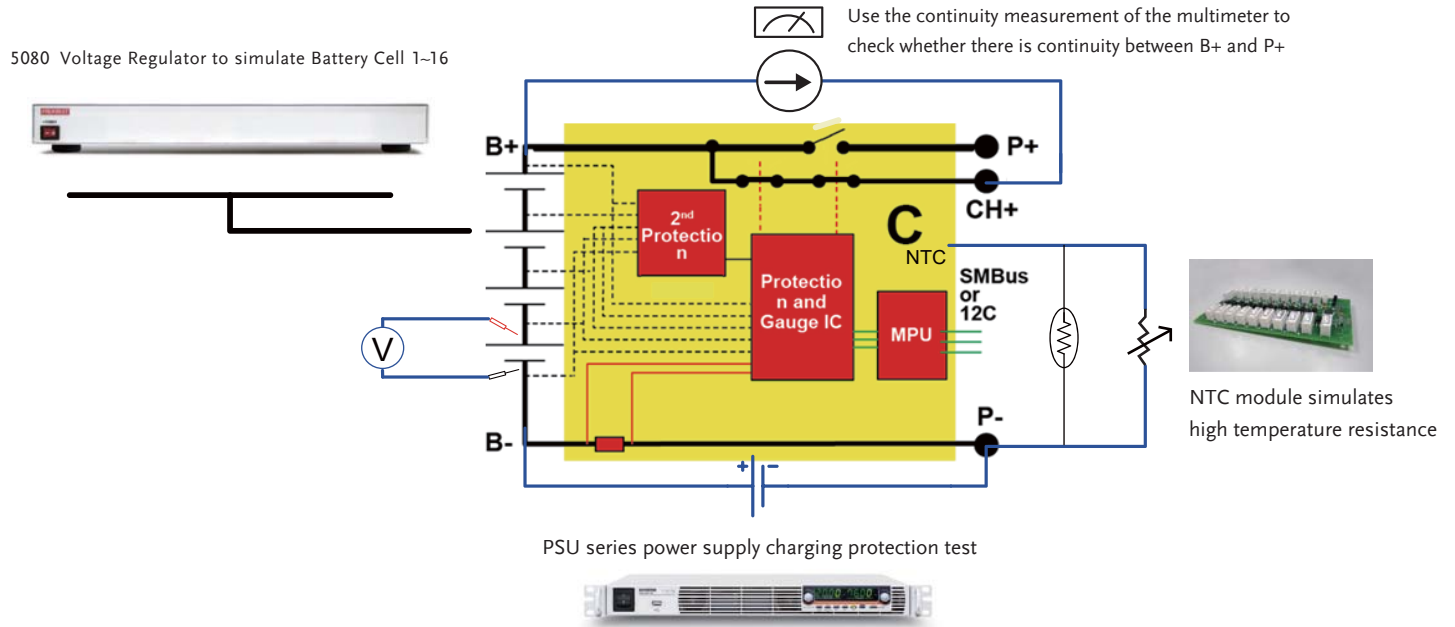 Use the continuity measurement of the multimeter to
check whether there is continuity between B+ and P+
5080 Voltage Regulator to simulate Battery Cell 1~16
B+
P+
CH+
2nd
Protectio
n
C
NTC
SMBus
or
12C
Protectio
n and
Gauge IC
MPU
V
NTC module simulates
high temperature resistance
P-
B-
+
-
PSU series power supply charging protection test